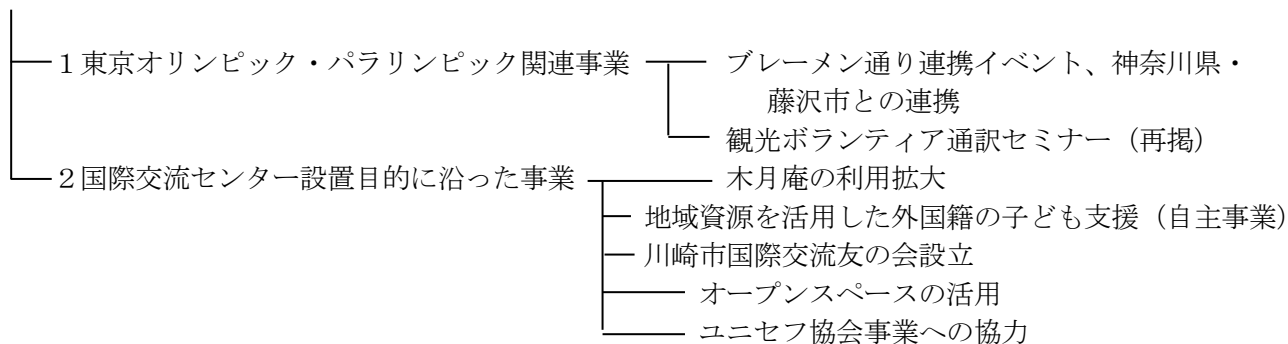 1東京オリンピック・パラリンピック関連事業 ブレーメン通り連携イベント、神奈川県・
藤沢市との連携
観光ボランティア通訳セミナー（再掲）
2国際交流センター設置目的に沿った事業 木月庵の利用拡大
地域資源を活用した外国籍の子ども支援（自主事業）
川崎市国際交流友の会設立
オープンスペースの活用
ユニセフ協会事業への協力